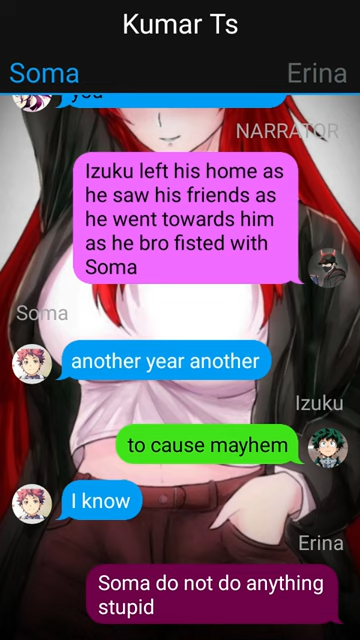 Kumar Ts
Soma
Erina
you
NARRATOR
Izuku left his home as
he saw his friends as
he went towards him
as he bro fisted with
Soma
Soma
another year another
Izuku
to cause mayhem
I know
Erina
Soma do not do anything
stupid